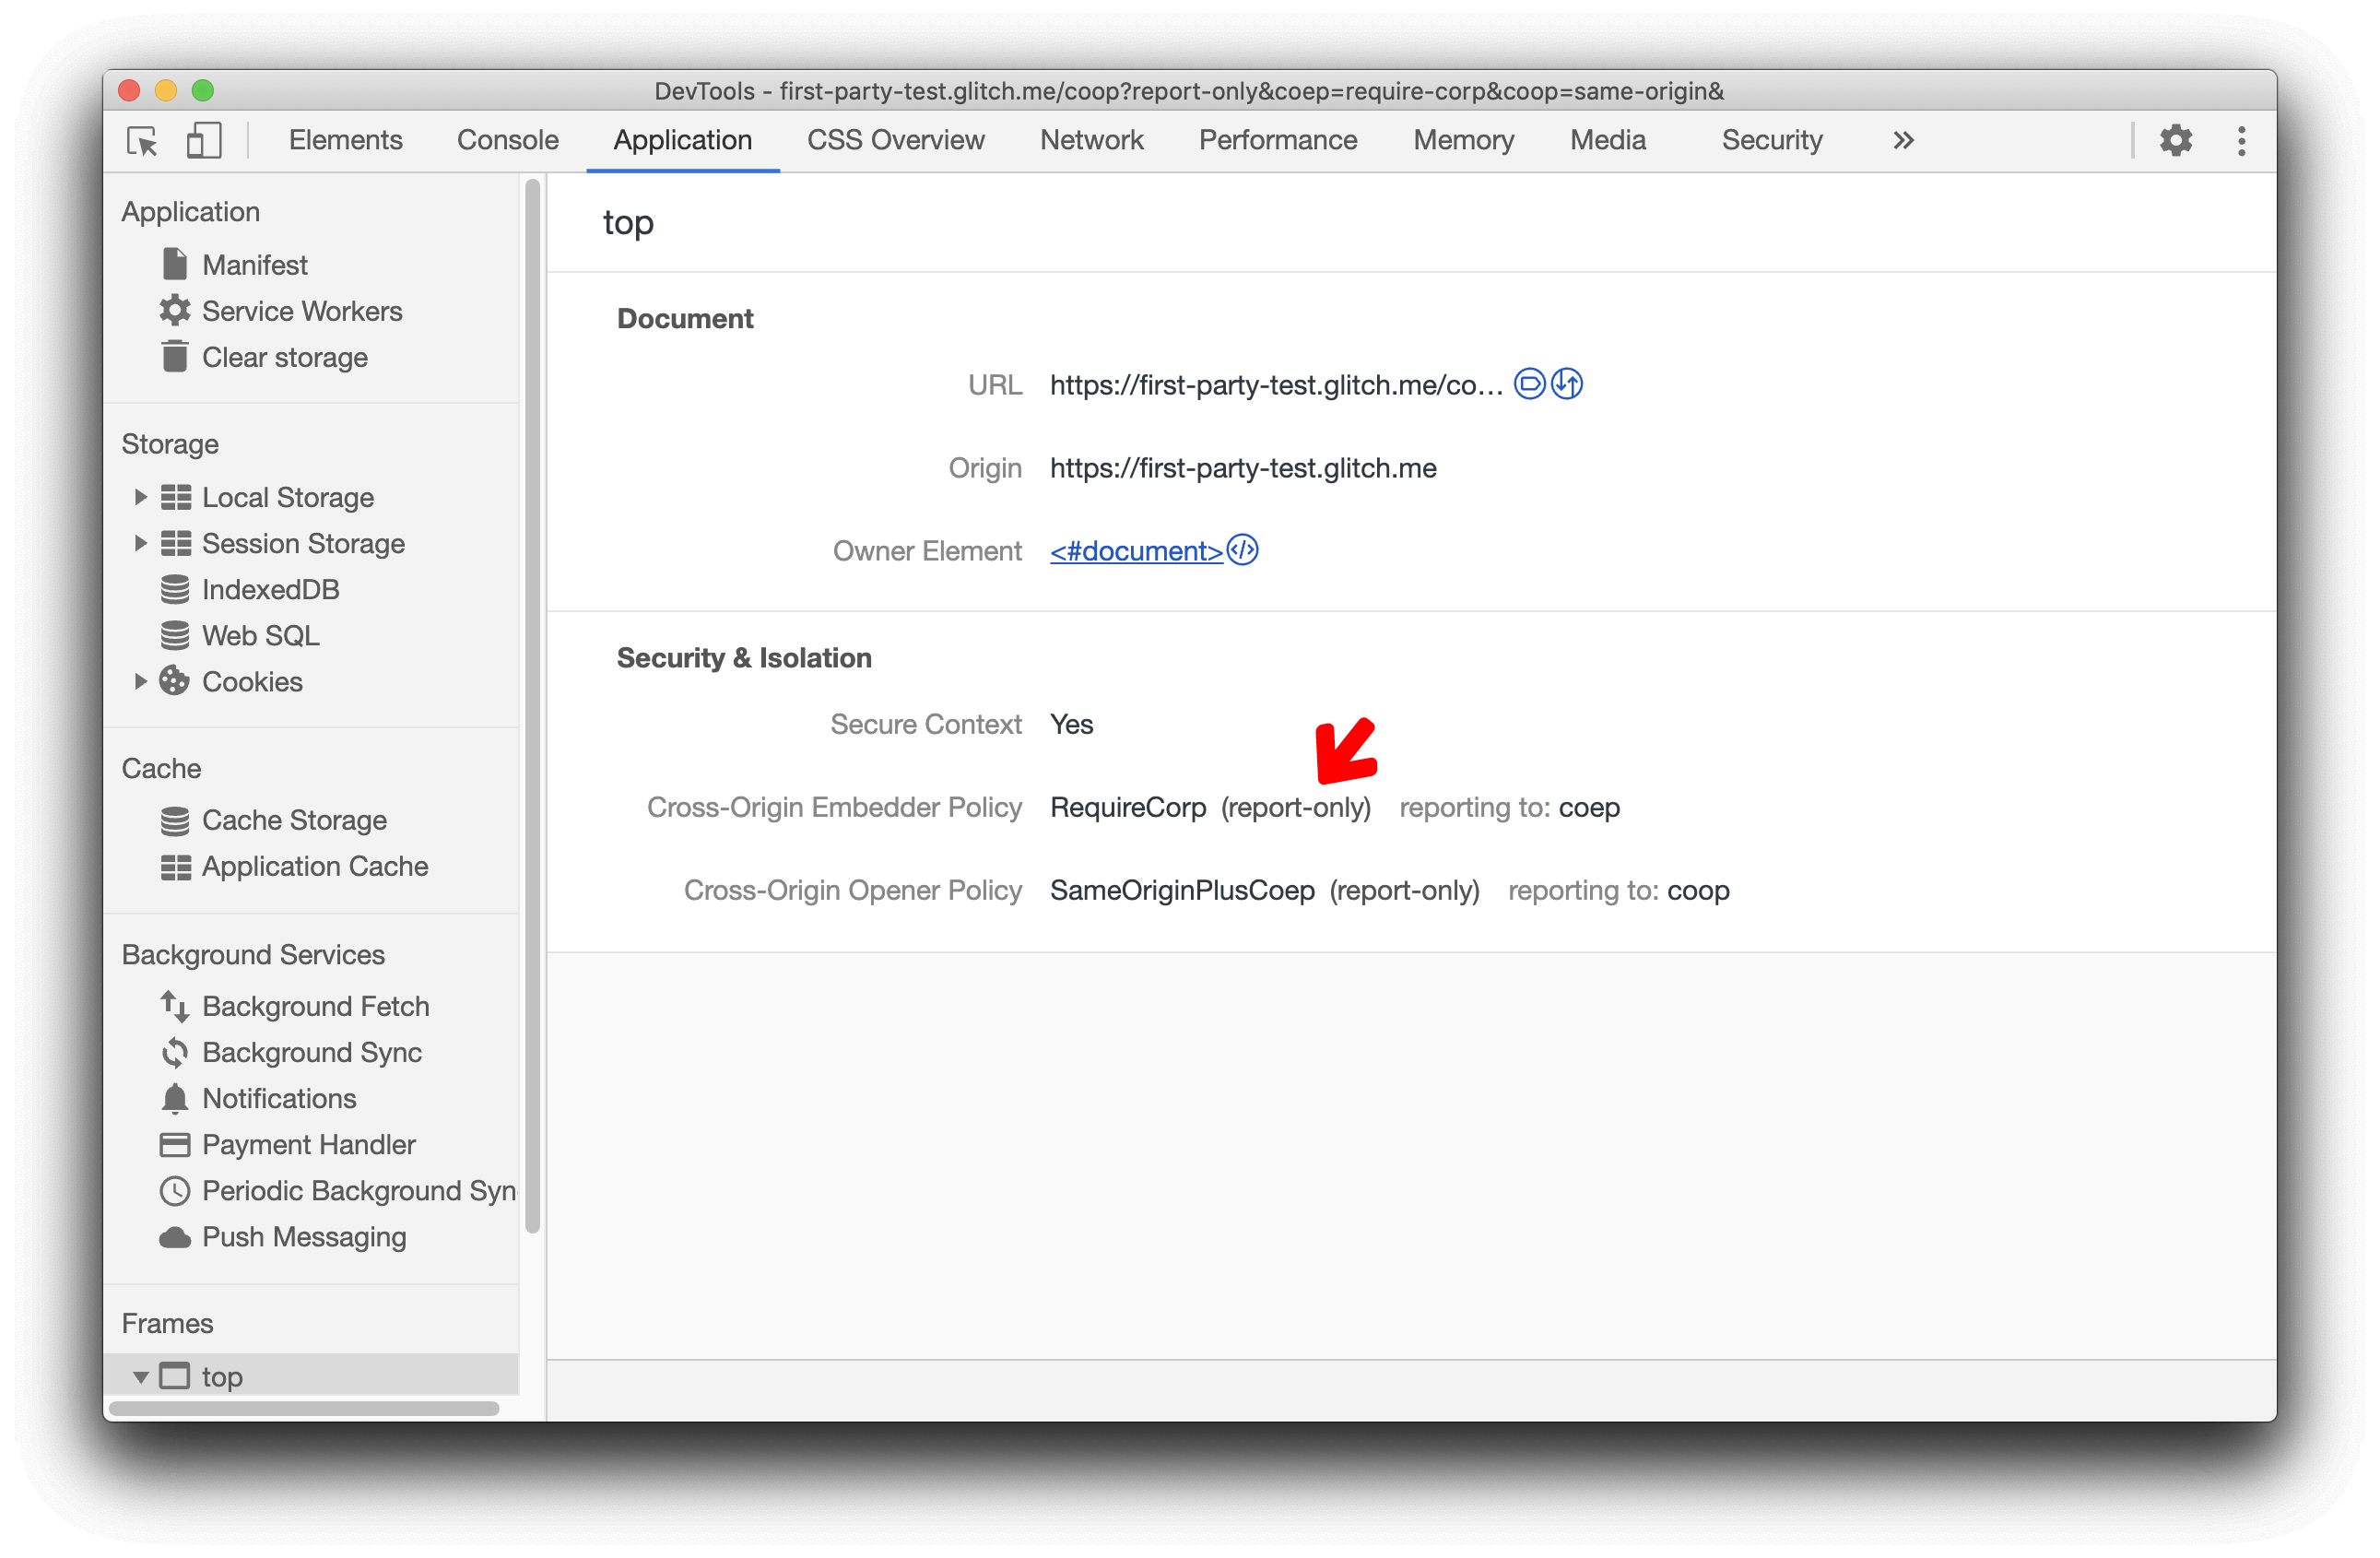 DevTools - first-party-test.glitch.me/coop?report-only&coep=require-corp&coop=same-origin&
Elements Console Application CSS Overview Network Performance Memory Media Security »
Application
Manifest
Service Workers
Clear storage
Storage
Local Storage
Session Storage
IndexedDB
Web SQL
Cookies
Cache
Cache Storage
Application Cache
Background Services
Background Fetch
Background Sync
Notifications
Payment Handler
Periodic Background Syn
Push Messaging
Frames
top
top
Document
URL https://first-party-test.glitch.me/co…
Origin https://first-party-test.glitch.me
Owner Element <#document>
Security & Isolation
Secure Context Yes
Cross-Origin Embedder Policy RequireCorp (report-only) reporting to: coep
Cross-Origin Opener Policy SameOriginPlusCoep (report-only) reporting to: coop